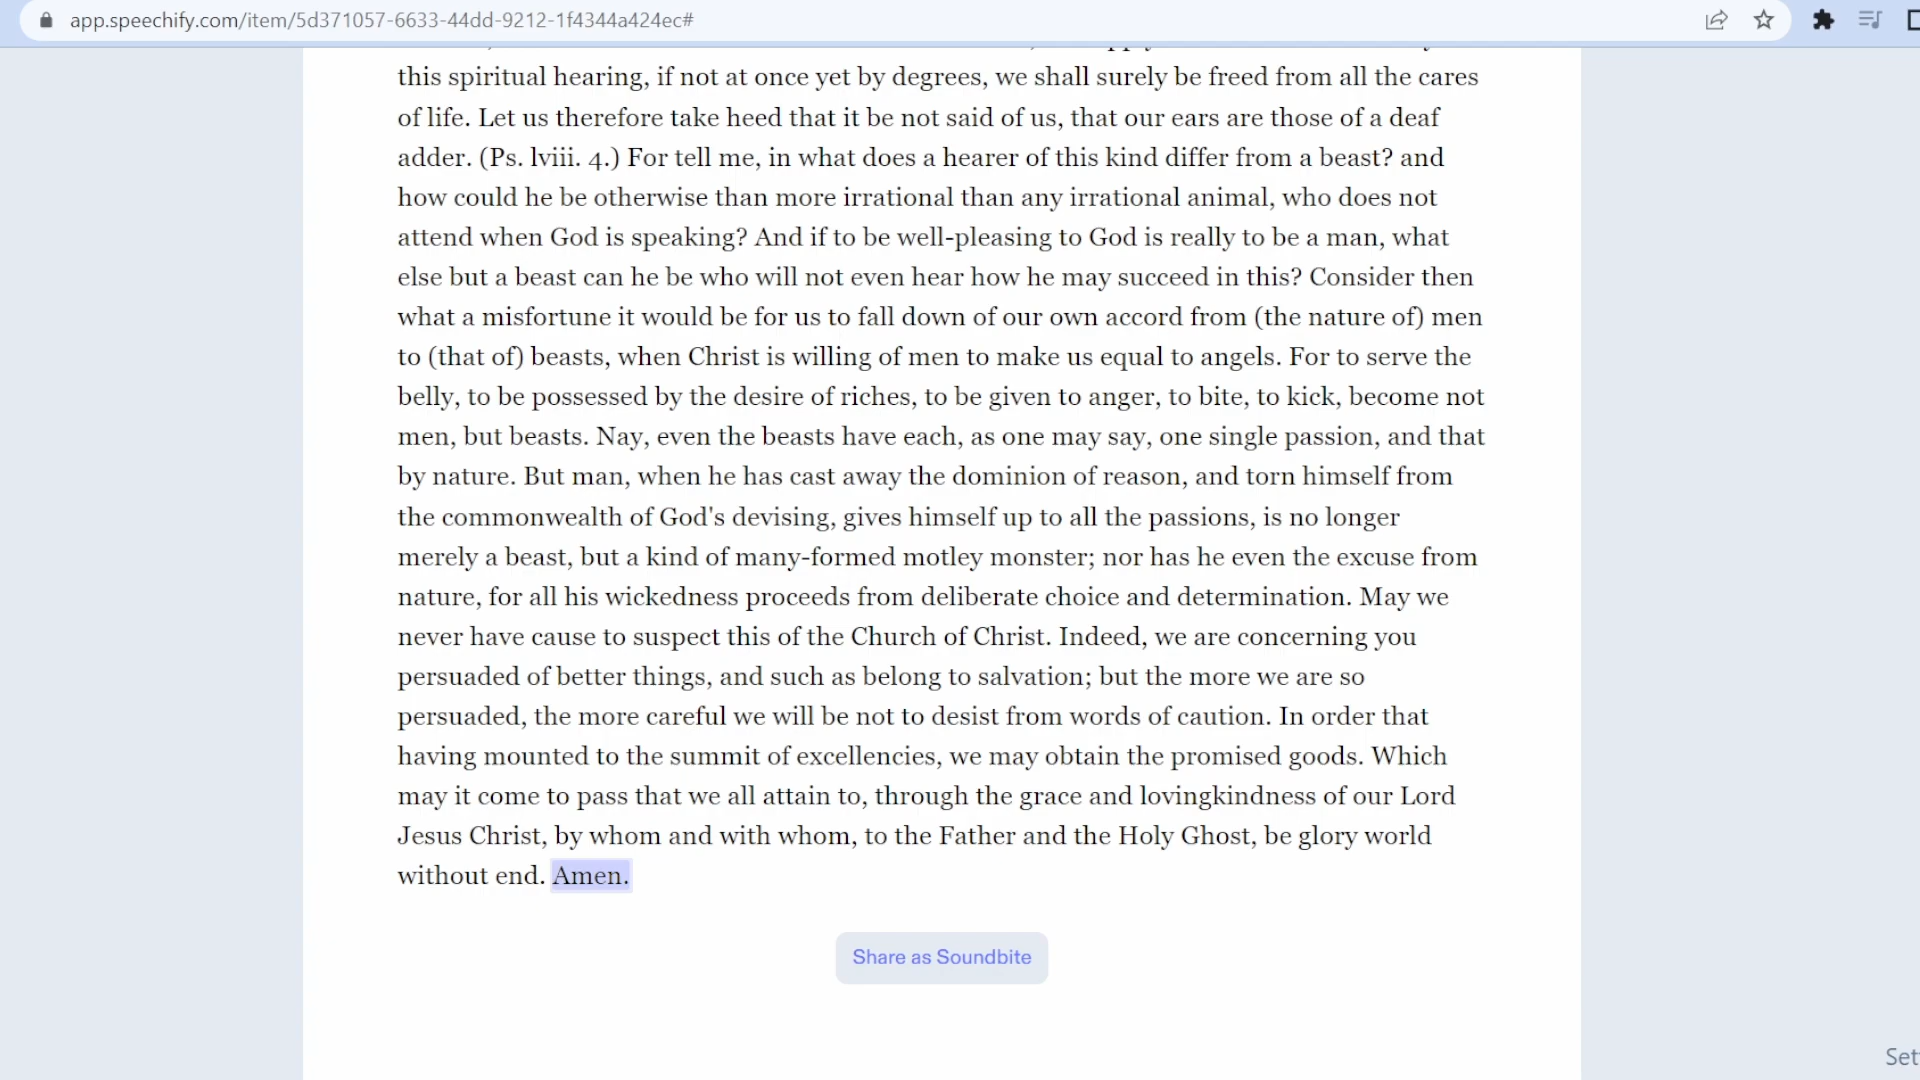 app.speechify.com/item/5d371057-6633-44dd-9212-1f4344a424ec#
this spiritual hearing, if not at once yet by degrees, we shall surely be freed from all the cares
of life. Let us therefore take heed that it be not said of us, that our ears are those of a deaf
adder. (Ps. lviii. 4.) For tell me, in what does a hearer of this kind differ from a beast? and
how could he be otherwise than more irrational than any irrational animal, who does not
attend when God is speaking? And if to be well-pleasing to God is really to be a man, what
else but a beast can he be who will not even hear how he may succeed in this? Consider then
what a misfortune it would be for us to fall down of our own accord from (the nature of) men
to (that of) beasts, when Christ is willing of men to make us equal to angels. For to serve the
belly, to be possessed by the desire of riches, to be given to anger, to bite, to kick, become not
men, but beasts. Nay, even the beasts have each, as one may say, one single passion, and that
by nature. But man, when he has cast away the dominion of reason, and torn himself from
the commonwealth of God's devising, gives himself up to all the passions, is no longer
merely a beast, but a kind of many-formed motley monster; nor has he even the excuse from
nature, for all his wickedness proceeds from deliberate choice and determination. May we
never have cause to suspect this of the Church of Christ. Indeed, we are concerning you
persuaded of better things, and such as belong to salvation; but the more we are so
persuaded, the more careful we will be not to desist from words of caution. In order that
having mounted to the summit of excellencies, we may obtain the promised goods. Which
may it come to pass that we all attain to, through the grace and lovingkindness of our Lord
Jesus Christ, by whom and with whom, to the Father and the Holy Ghost, be glory world
without end. Amen.
Share as Soundbite
Set